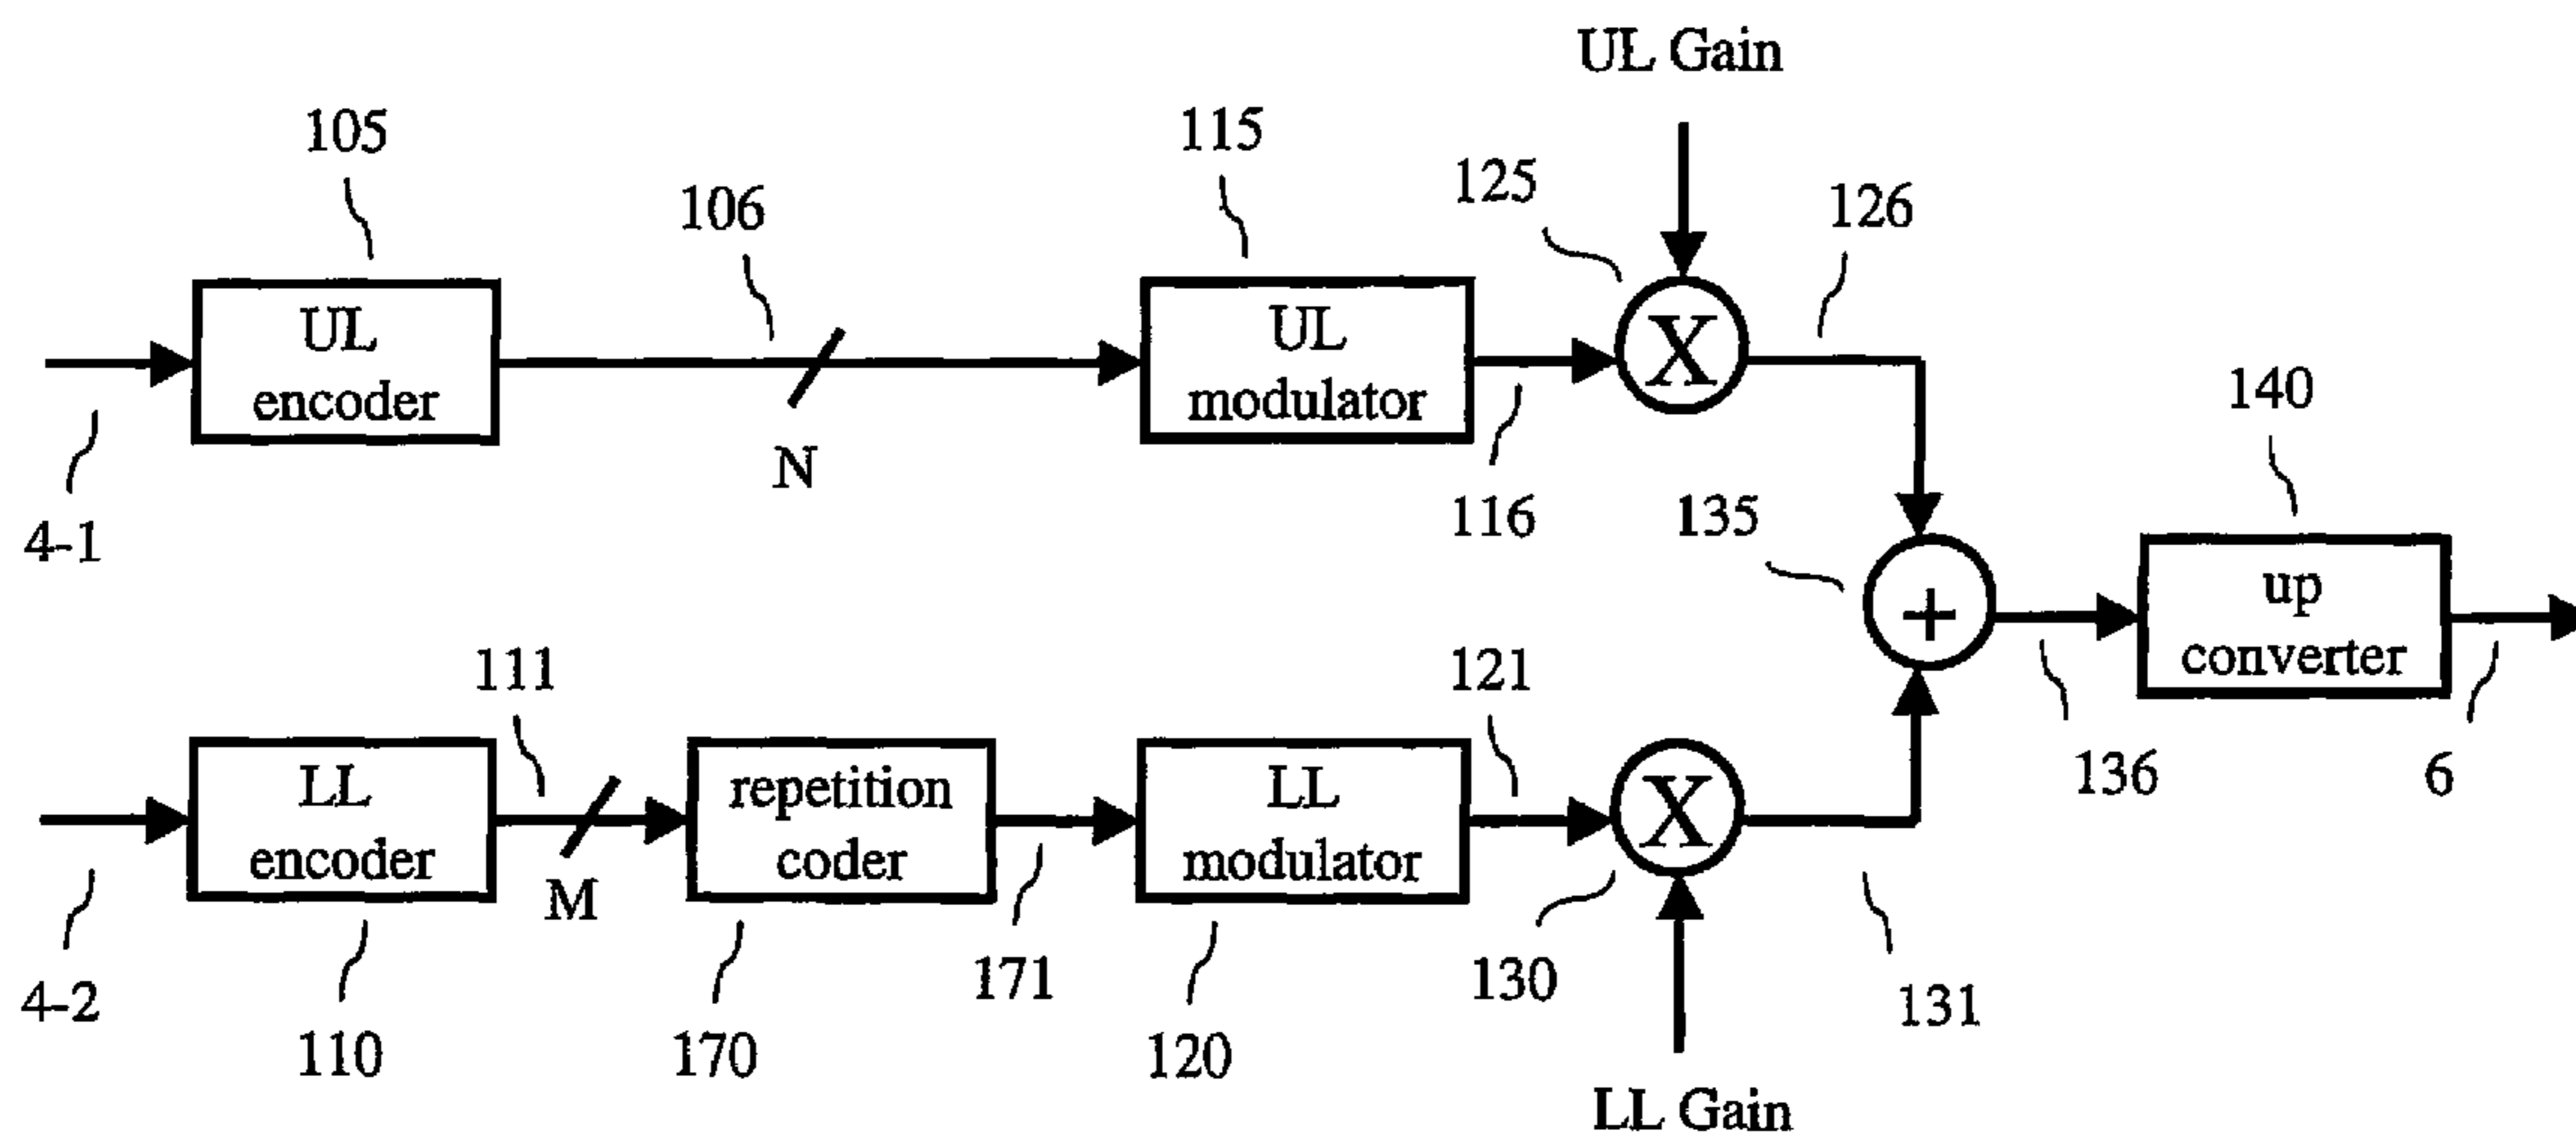 UL Gain
105
115
125
106
126
UL
encoder
UL
modulator
X
140
N
4-1
116
135
up
converter
+
111
121
136
6
LL
encoder
repetition
coder
LL
modulator
X
M
4-2
171
130
131
110
170
120
LL Gain